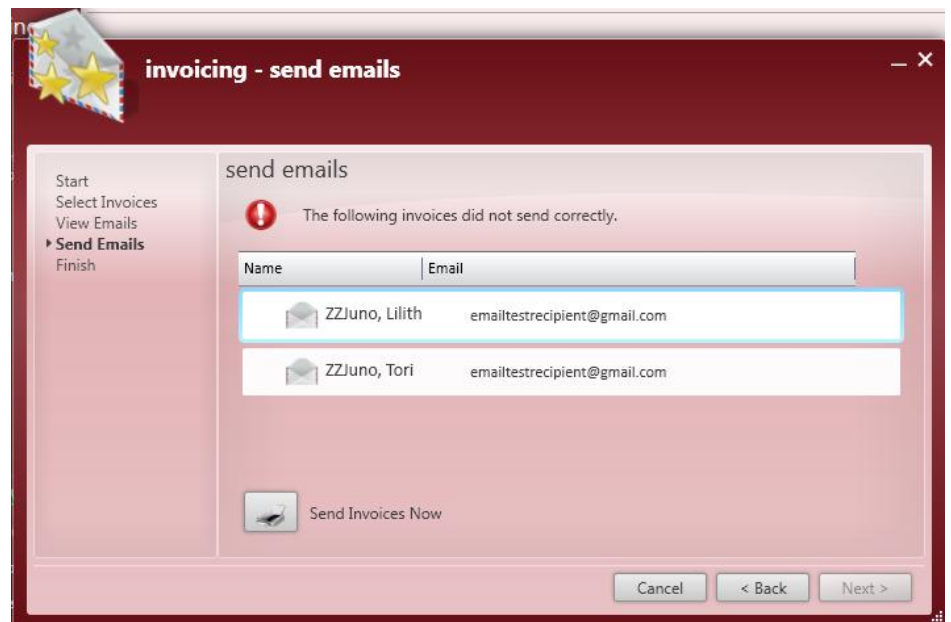 invoicing - send emails
Start
Select Invoices
View Emails
Send Emails
Finish
send emails
The following invoices did not send correctly.
Name Email
ZZJuno, Lilith emailtestrecipient@gmail.com
ZZJuno, Tori emailtestrecipient@gmail.com
Send Invoices Now
Cancel < Back Next >